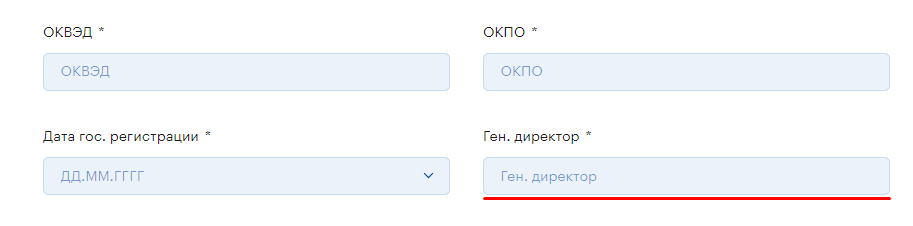 ОКВЭД *
ОКПО *
ОКВЭД
ОКПО
Дата гос. регистрации *
Ген. директор *
ДД.ММ.ГГГГ
Ген. директор